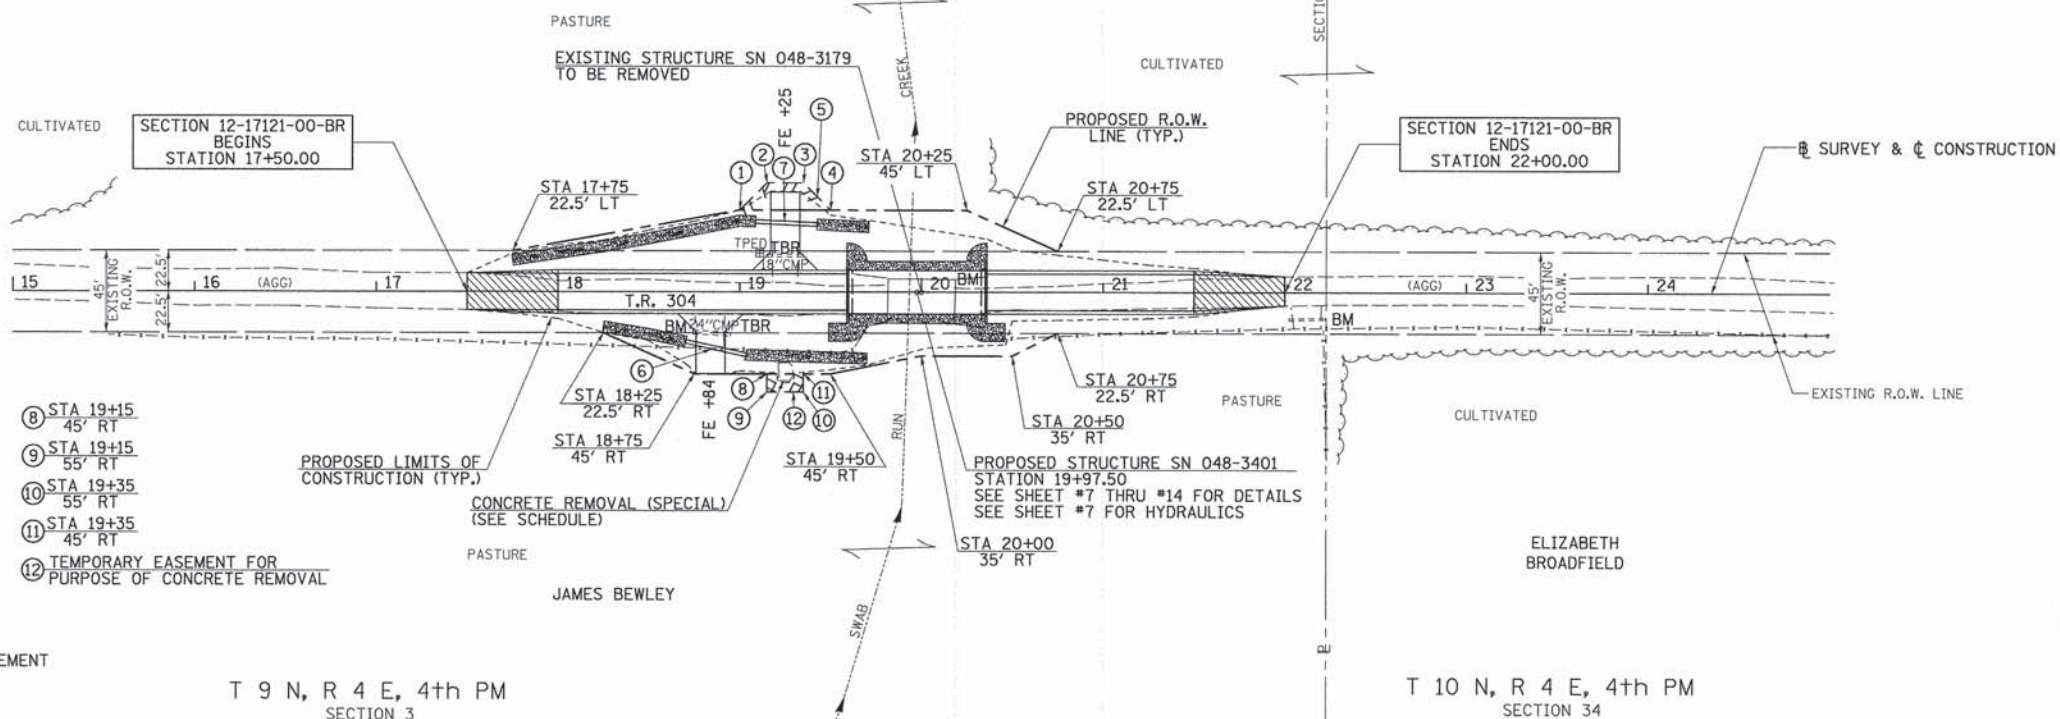 PASTURE
EXISTING STRUCTURE SN 048-3179
TO BE REMOVED
CREEK
CULTIVATED
CULTIVATED
SECTION 12-17121-00-BR
BEGINS
STATION 17+50.00
FE +25
5
2
3
7
1
4
STA 17+75
22.5' LT
STA 20+25
45' LT
PROPOSED R.O.W.
LINE (TYP.)
STA 20+75
22.5' LT
SECTION 12-17121-00-BR
ENDS
STATION 22+00.00
℄ SURVEY & ℄ CONSTRUCTION
TPED
TBR
18"CMP
15
45'
EXISTING
R.O.W.
22.5'
22.5'
16
(AGG)
17
18
T.R. 304
19
20
BM
21
22
(AGG)
23
45'
EXISTING
R.O.W.
24
BM
24"CMP
TBR
BM
6
8
9
12
10
11
FE +84
STA 18+25
22.5' RT
STA 18+75
45' RT
STA 19+50
45' RT
RUN
STA 20+75
22.5' RT
STA 20+50
35' RT
PASTURE
CULTIVATED
EXISTING R.O.W. LINE
8 STA 19+15
45' RT
9 STA 19+15
55' RT
10 STA 19+35
55' RT
11 STA 19+35
45' RT
12 TEMPORARY EASEMENT FOR
PURPOSE OF CONCRETE REMOVAL
PROPOSED LIMITS OF
CONSTRUCTION (TYP.)
CONCRETE REMOVAL (SPECIAL)
(SEE SCHEDULE)
PROPOSED STRUCTURE SN 048-3401
STATION 19+97.50
SEE SHEET #7 THRU #14 FOR DETAILS
SEE SHEET #7 FOR HYDRAULICS
STA 20+00
35' RT
PASTURE
JAMES BEWLEY
SWAB
ELIZABETH
BROADFIELD
EMENT
T 9 N, R 4 E, 4th PM
SECTION 3
T 10 N, R 4 E, 4th PM
SECTION 34